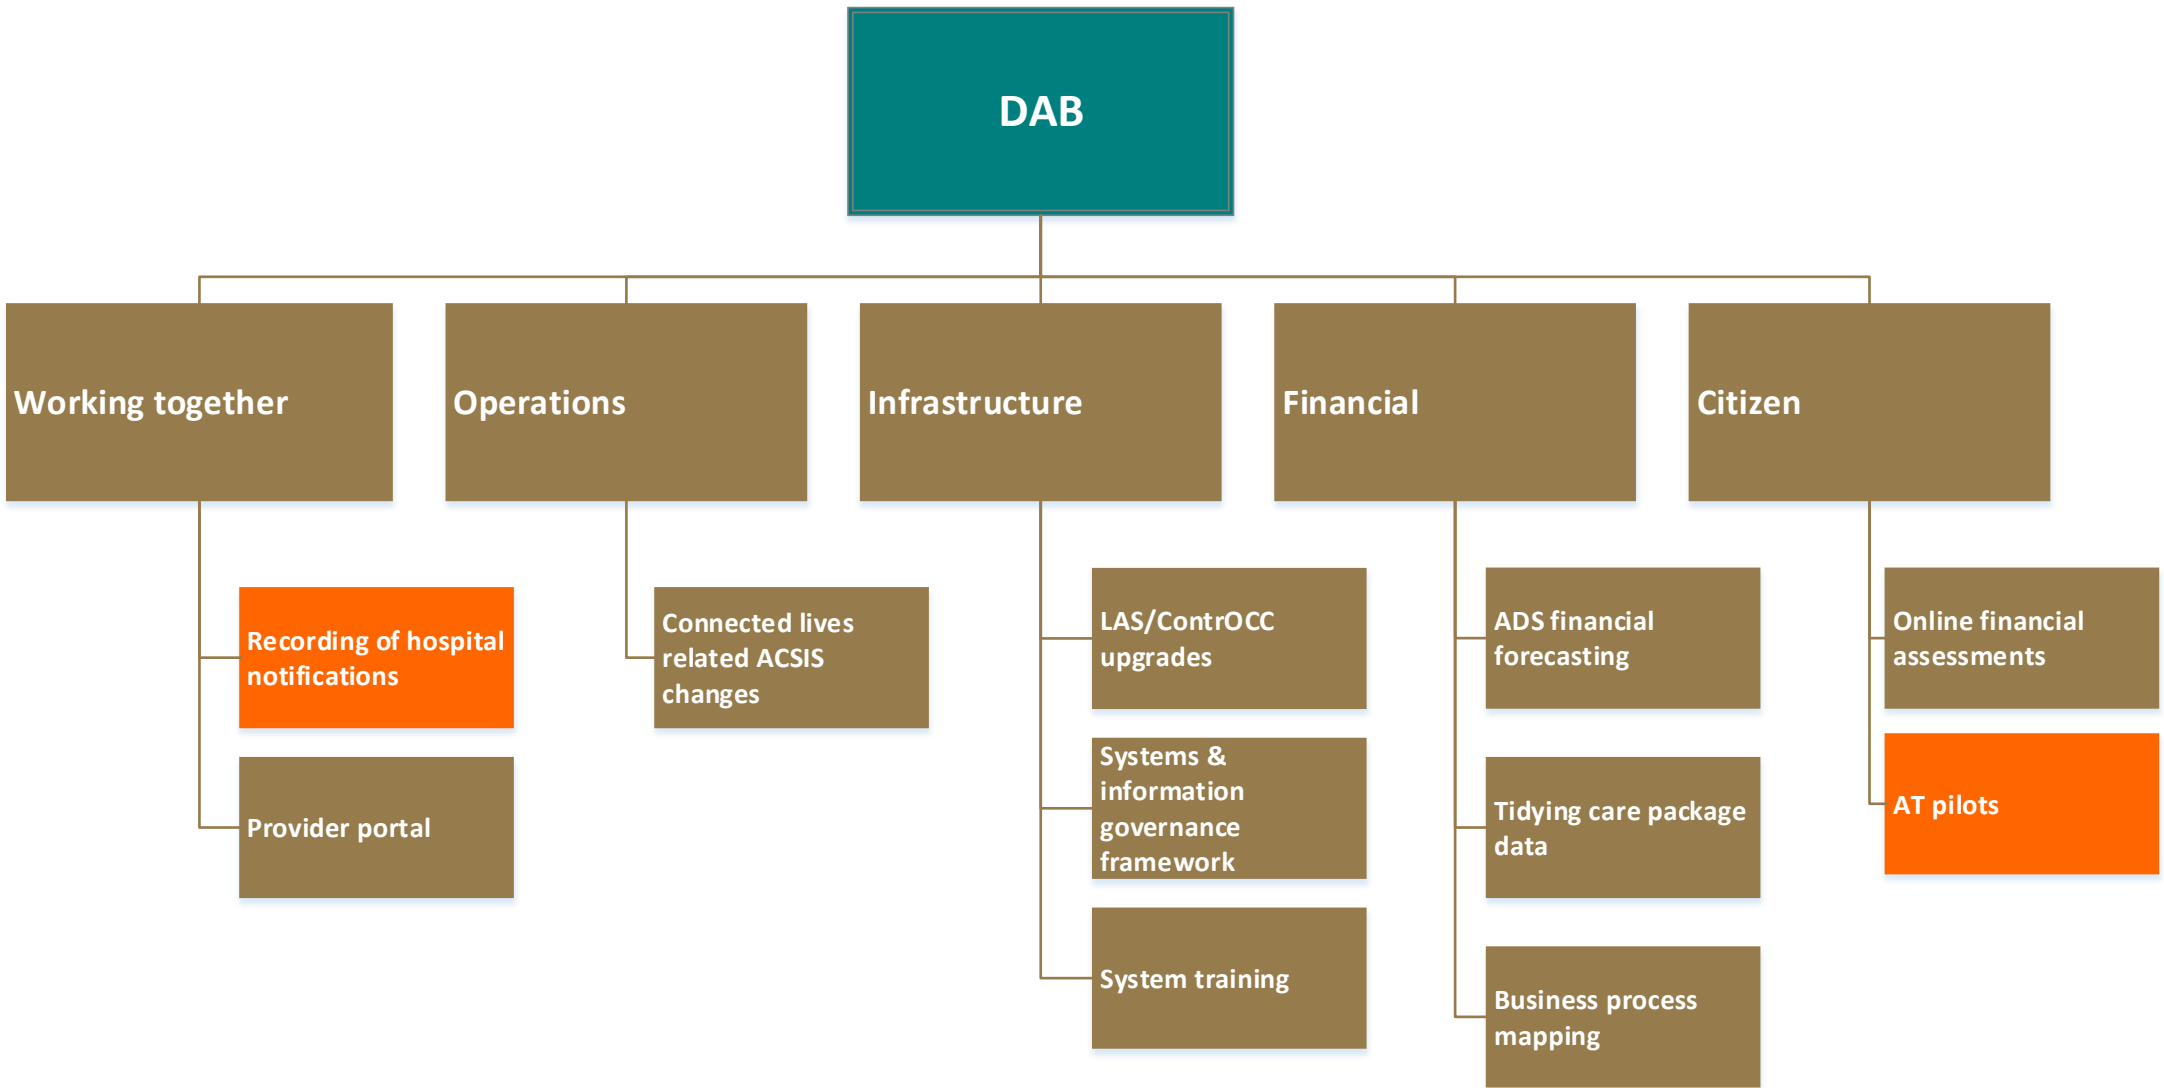 DAB
Working together
Operations
Infrastructure
Financial
Citizen
Recording of hospital
notifications
Provider portal
Connected lives
related ACSIS
changes
LAS/ContrOCC
upgrades
Systems &
information
governance
framework
System training
ADS financial
forecasting
Tidying care package
data
Business process
mapping
Online financial
assessments
AT pilots